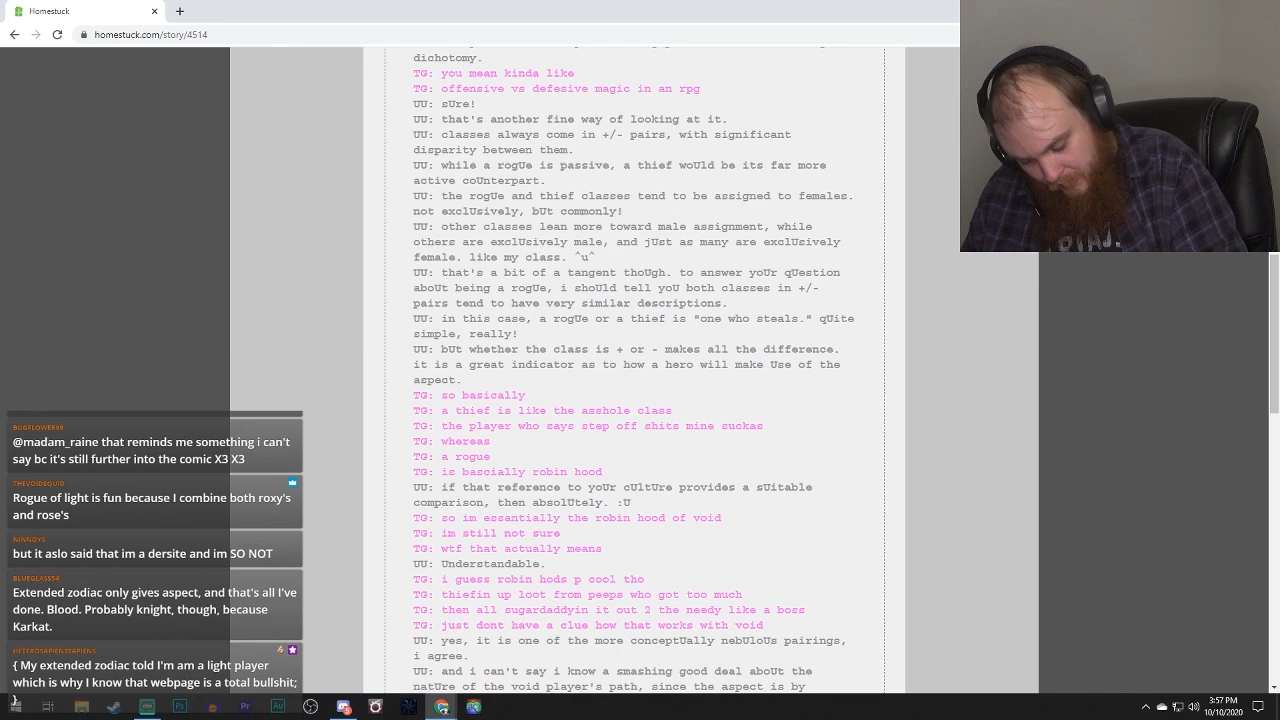 Homestuck
homestuck.com/story/4514
dichotomy.
TG: you mean kinda like
TG: offensive vs defesive magic in an rpg
UU: sUre!
UU: that's another fine way of looking at it.
UU: classes always come in +/- pairs, with significant
disparity between them.
UU: while a rogUe is passive, a thief woUld be its far more
active coUnterpart.
UU: the rogUe and thief classes tend to be assigned to females.
not exclUsively, bUt commonly!
UU: other classes lean more toward male assignment, while
others are exclUsively male, and jUst as many are exclUsively
female. like my class. ^u^
UU: that's a bit of a tangent thoUgh. to answer yoUr qUestion
aboUt being a rogUe, i shoUld tell yoU both classes in +/-
pairs tend to have very similar descriptions.
UU: in this case, a rogUe or a thief is "one who steals." qUite
simple, really!
UU: bUt whether the class is + or - makes all the difference.
it is a great indicator as to how a hero will make Use of the
aspect.
TG: so basically
TG: a thief is like the asshole class
TG: the player who says step off shits mine suckas
TG: whereas
TG: a rogue
TG: is bascially robin hood
UU: if that reference to yoUr cUltUre provides a sUitable
comparison, then absolUtely. :U
TG: so im essantially the robin hood of void
TG: im still not sure
TG: wtf that actually means
UU: Understandable.
TG: i guess robin hods p cool tho
TG: thiefin up loot from peeps who got too much
TG: then all sugardaddyin it out 2 the needy like a boss
TG: just dont have a clue how that works with void
UU: yes, it is one of the more conceptUally nebUloUs pairings,
i agree.
UU: and i can't say i know a smashing good deal aboUt the
natUre of the void player's path, since the aspect is by
BUGFLOWER99
@madam_raine that reminds me something i can't
say bc it's still further into the comic X3 X3
THEVOIDSQUID
Rogue of light is fun because I combine both roxy's
and rose's
NINNOYS
but it aslo said that im a dersite and im SO NOT
BLUEGLASS54
Extended zodiac only gives aspect, and that's all I've
done. Blood. Probably knight, though, because
Karkat.
HETEROSAPIENSSAPIENS
{ My extended zodiac told I'm am a light player
which is why I know that webpage is a total bullshit;
}
3:57 PM
10/10/2020